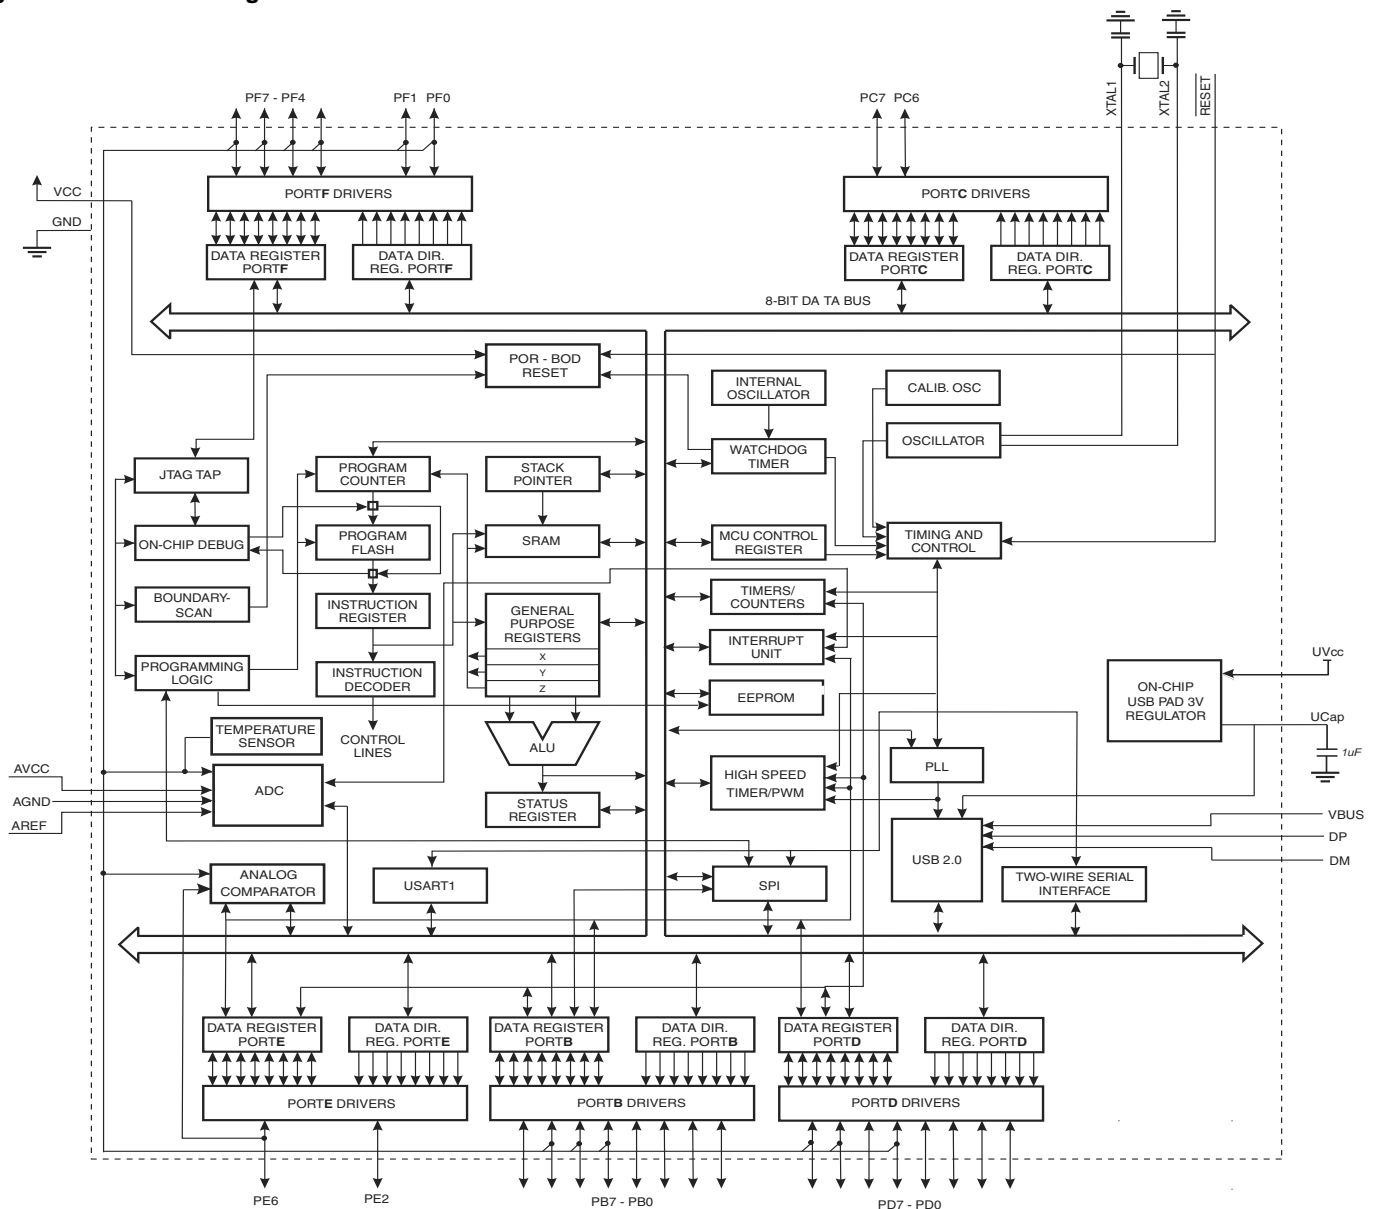 XTAL1
XTAL2
RESET
PF7 - PF4
PF1
PF0
PC7
PC6
VCC
GND
PORTF DRIVERS
PORTC DRIVERS
DATA REGISTER
PORTF
DATA DIR.
REG. PORTF
DATA REGISTER
PORTC
DATA DIR.
REG. PORTC
8-BIT DA TA BUS
POR - BOD
RESET
INTERNAL
OSCILLATOR
CALIB. OSC
OSCILLATOR
WATCHDOG
TIMER
JTAG TAP
PROGRAM
COUNTER
STACK
POINTER
ON-CHIP DEBUG
PROGRAM
FLASH
SRAM
MCU CONTROL
REGISTER
TIMING AND
CONTROL
BOUNDARY-
SCAN
INSTRUCTION
REGISTER
GENERAL
PURPOSE
REGISTERS
X
Y
Z
TIMERS/
COUNTERS
INTERRUPT
UNIT
PROGRAMMING
LOGIC
INSTRUCTION
DECODER
EEPROM
ON-CHIP
USB PAD 3V
REGULATOR
UVcc
UCap
1uF
TEMPERATURE
SENSOR
CONTROL
LINES
ALU
PLL
HIGH SPEED
TIMER/PWM
AVCC
AGND
AREF
ADC
STATUS
REGISTER
VBUS
DP
DM
USB 2.0
ANALOG
COMPARATOR
USART1
SPI
TWO-WIRE SERIAL
INTERFACE
DATA REGISTER
PORTE
DATA DIR.
REG. PORTE
DATA REGISTER
PORTB
DATA DIR.
REG. PORTB
DATA REGISTER
PORTD
DATA DIR.
REG. PORTD
PORTE DRIVERS
PORTB DRIVERS
PORTD DRIVERS
PE6
PE2
PB7 - PB0
PD7 - PD0